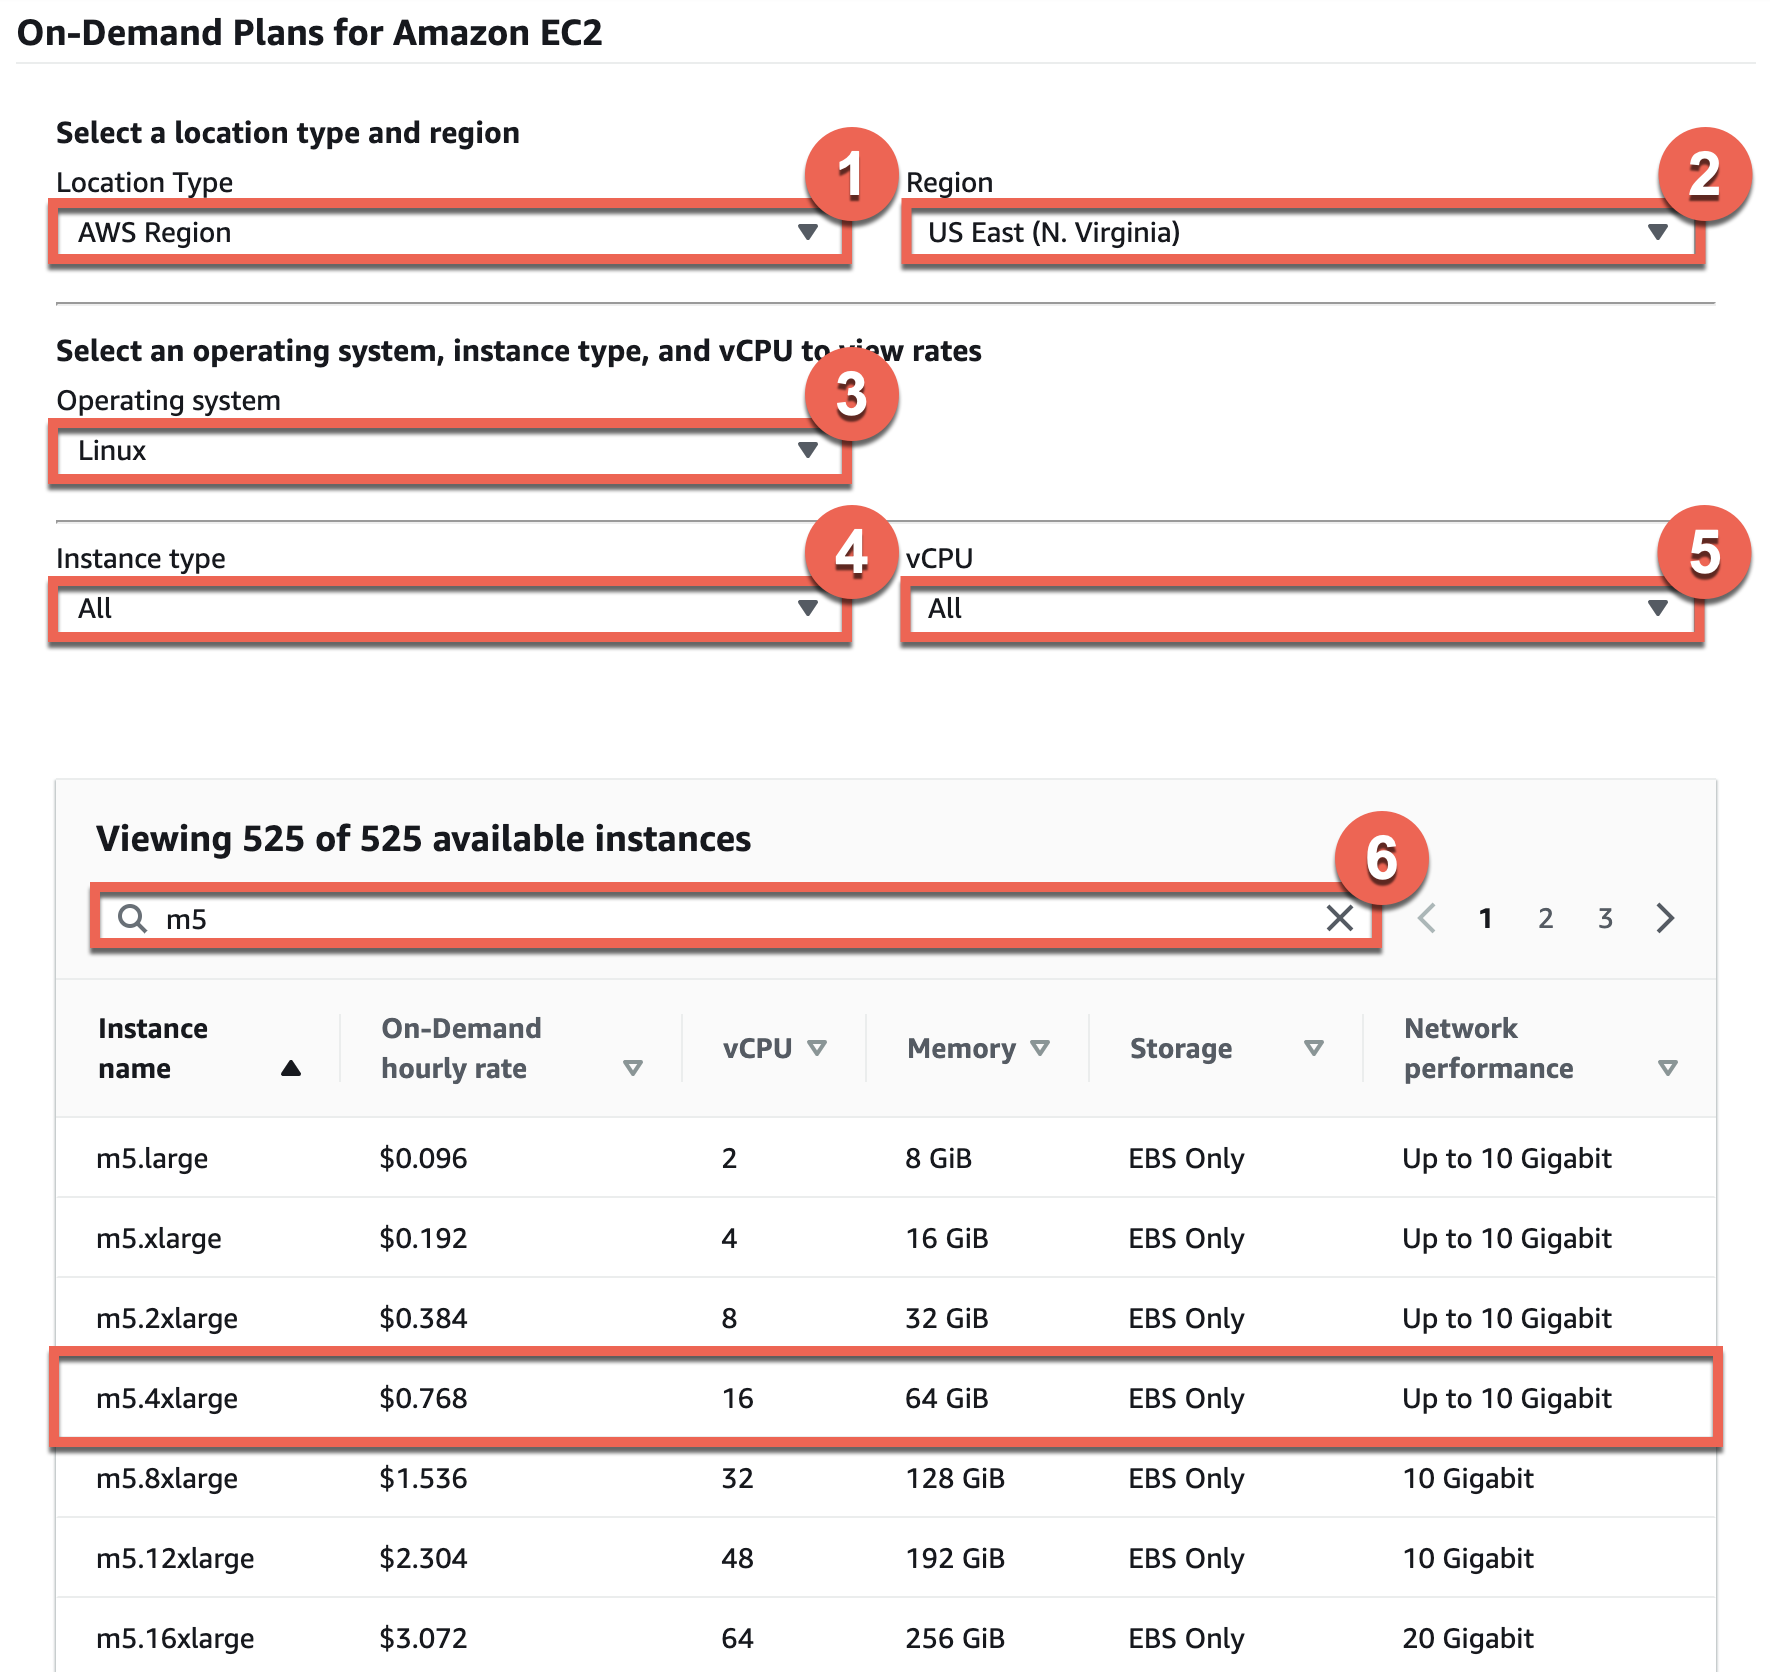 On-Demand Plans for Amazon EC2
Select a location type and region
1
2
Location Type
Region
AWS Region
US East (N. Virginia)
Select an operating system, instance type, and vCPU to view rates
3
Operating system
Linux
4
5
Instance type
vCPU
All
All
Viewing 525 of 525 available instances
6
m5
1 2 3
Instance name On-Demand hourly rate vCPU Memory Storage Network performance
m5.large $0.096 2 8 GiB EBS Only Up to 10 Gigabit
m5.xlarge $0.192 4 16 GiB EBS Only Up to 10 Gigabit
m5.2xlarge $0.384 8 32 GiB EBS Only Up to 10 Gigabit
m5.4xlarge $0.768 16 64 GiB EBS Only Up to 10 Gigabit
m5.8xlarge $1.536 32 128 GiB EBS Only 10 Gigabit
m5.12xlarge $2.304 48 192 GiB EBS Only 10 Gigabit
m5.16xlarge $3.072 64 256 GiB EBS Only 20 Gigabit